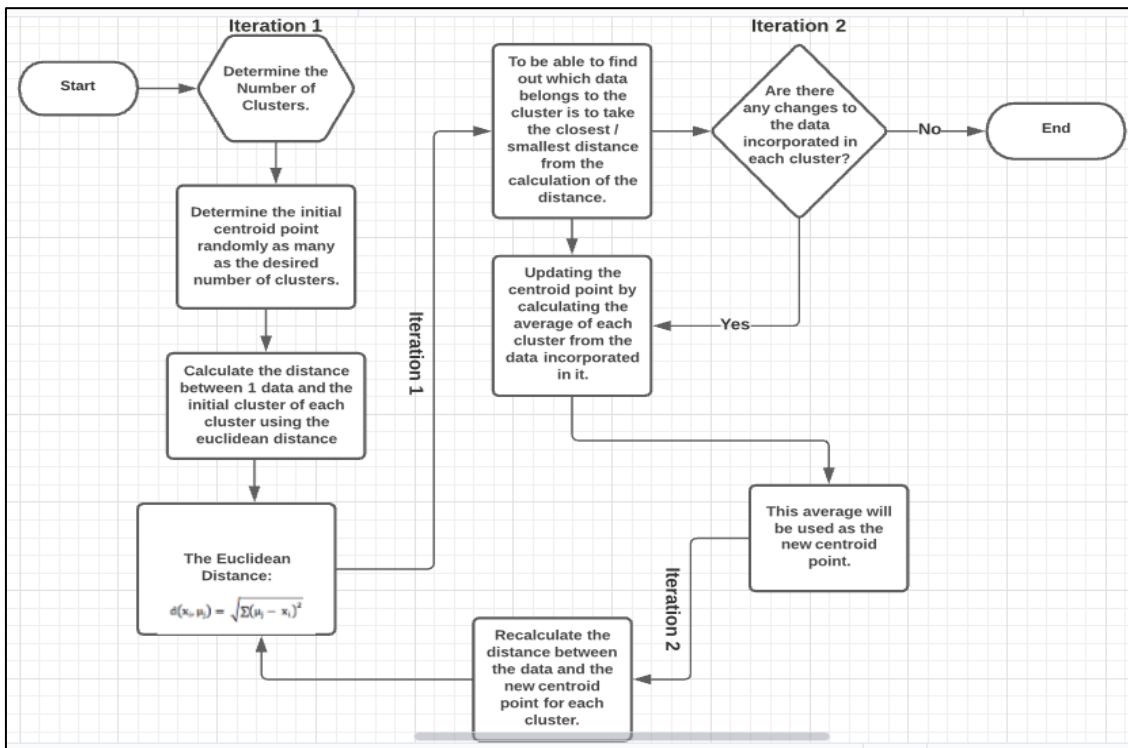 Iteration 1
Start
Determine the
Number of
Clusters.
Determine the initial
centroid point
randomly as many
as the desired
number of clusters.
Calculate the distance
between 1 data and the
initial cluster of each
cluster using the
euclidean distance
The Euclidean
Distance:
d(xᵢ, μⱼ) = √Σ(μⱼ − xᵢ)²
Iteration 1
To be able to find
out which data
belongs to the
cluster is to take
the closest /
smallest distance
from the
calculation of the
distance.
Iteration 2
Are there
any changes to
the data
incorporated in
each cluster?
No
End
Yes
Updating the
centroid point by
calculating the
average of each
cluster from the
data incorporated
in it.
This average will
be used as the
new centroid
point.
Iteration 2
Recalculate the
distance between
the data and the
new centroid
point for each
cluster.